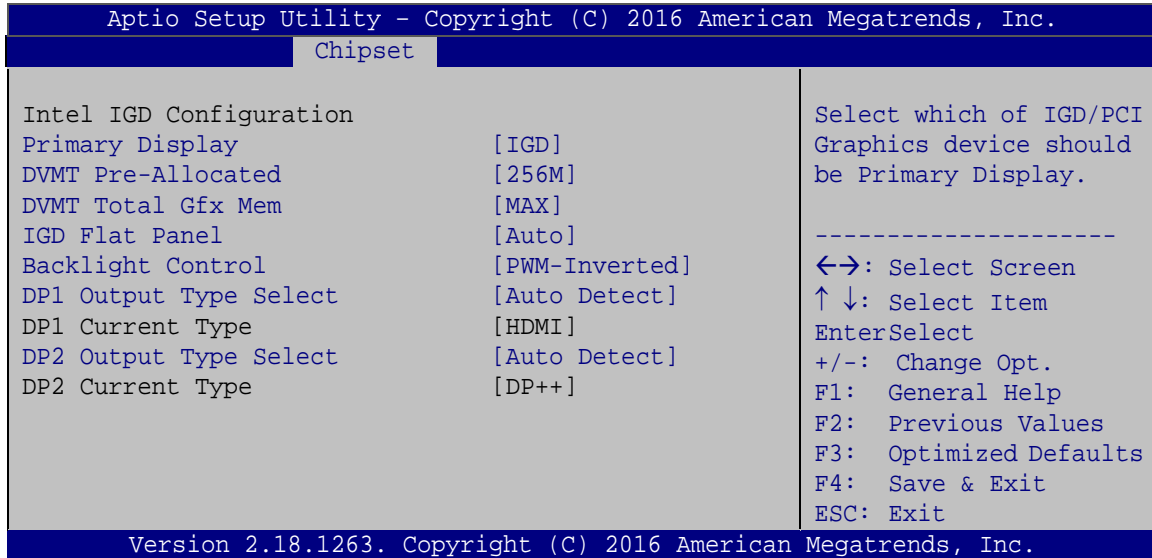 Aptio Setup Utility – Copyright (C) 2016 American Megatrends, Inc.
Chipset
Intel IGD Configuration
Primary Display [IGD]
DVMT Pre-Allocated [256M]
DVMT Total Gfx Mem [MAX]
IGD Flat Panel [Auto]
Backlight Control [PWM-Inverted]
DP1 Output Type Select [Auto Detect]
DP1 Current Type [HDMI]
DP2 Output Type Select [Auto Detect]
DP2 Current Type [DP++]
Select which of IGD/PCI
Graphics device should
be Primary Display.
---------------------
←→: Select Screen
↑ ↓: Select Item
EnterSelect
+/-: Change Opt.
F1: General Help
F2: Previous Values
F3: Optimized Defaults
F4: Save & Exit
ESC: Exit
Version 2.18.1263. Copyright (C) 2016 American Megatrends, Inc.